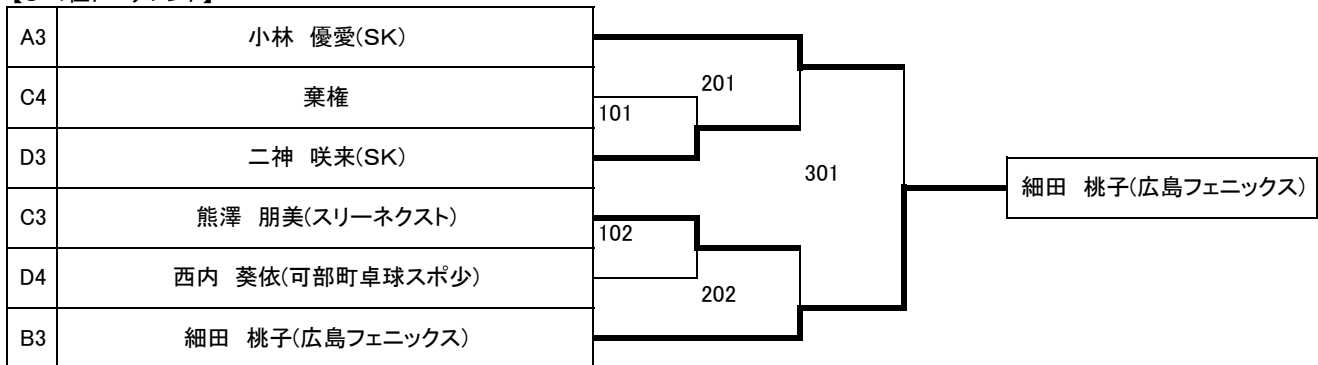 A3 小林　優愛(SK)
201
C4 棄権
101
D3 二神　咲来(SK)
301
細田　桃子(広島フェニックス)
C3 熊澤　朋美(スリーネクスト)
102
D4 西内　葵依(可部町卓球スポ少)
202
B3 細田　桃子(広島フェニックス)